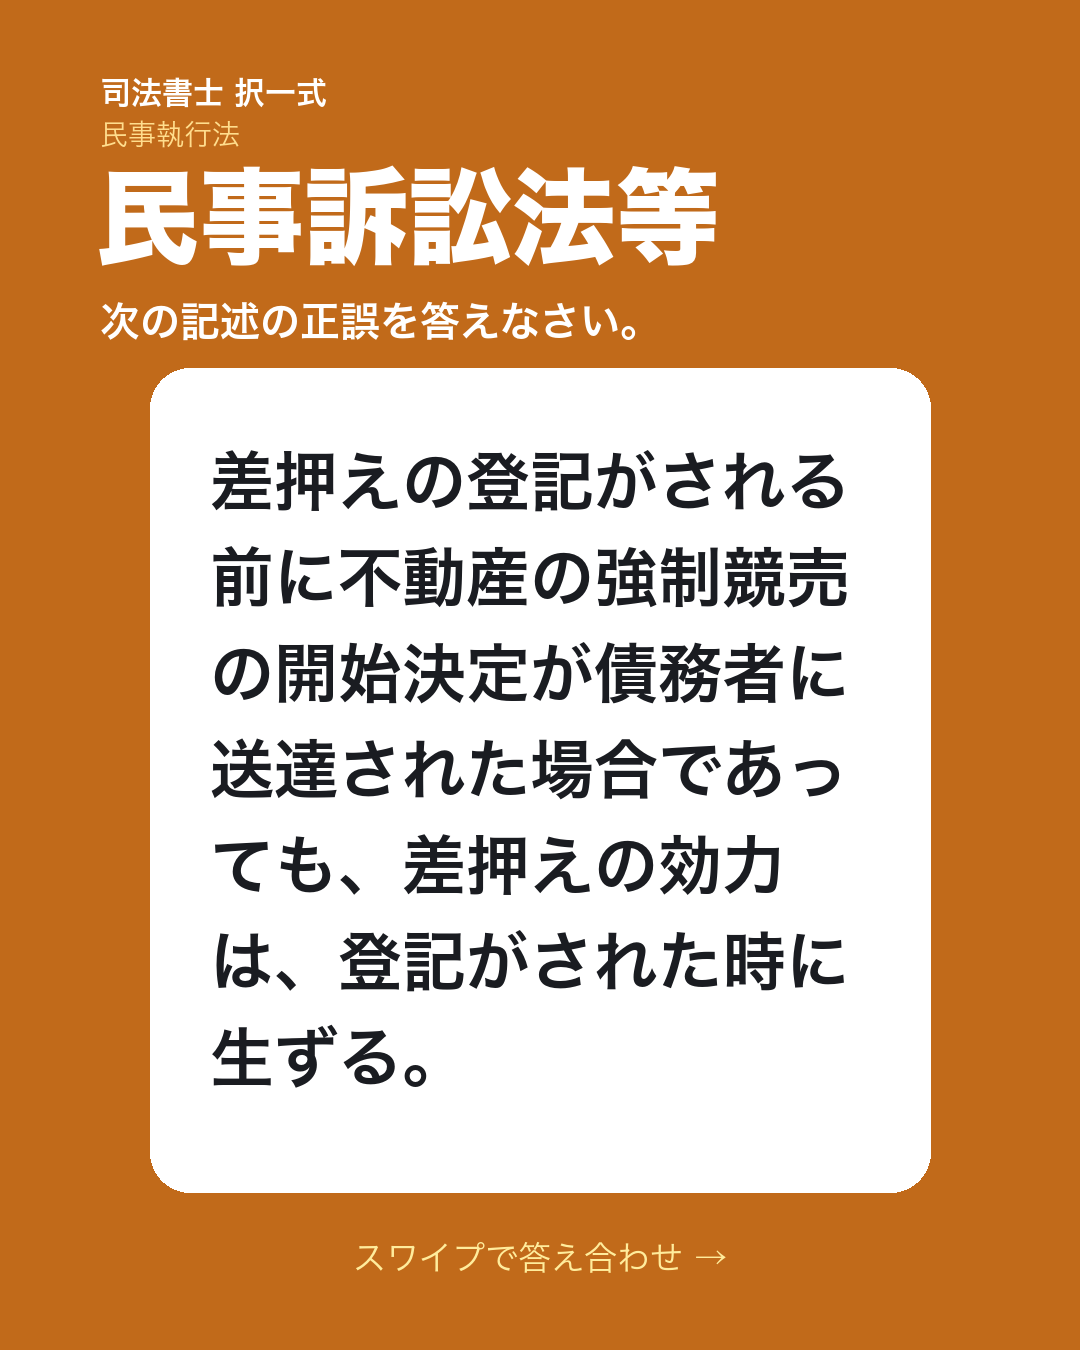 司法書士 択一式
民事執行法
民事訴訟法等
次の記述の正誤を答えなさい。
差押えの登記がされる
前に不動産の強制競売
の開始決定が債務者に
送達された場合であっ
ても、差押えの効力
は、登記がされた時に
生ずる。
スワイプで答え合わせ →